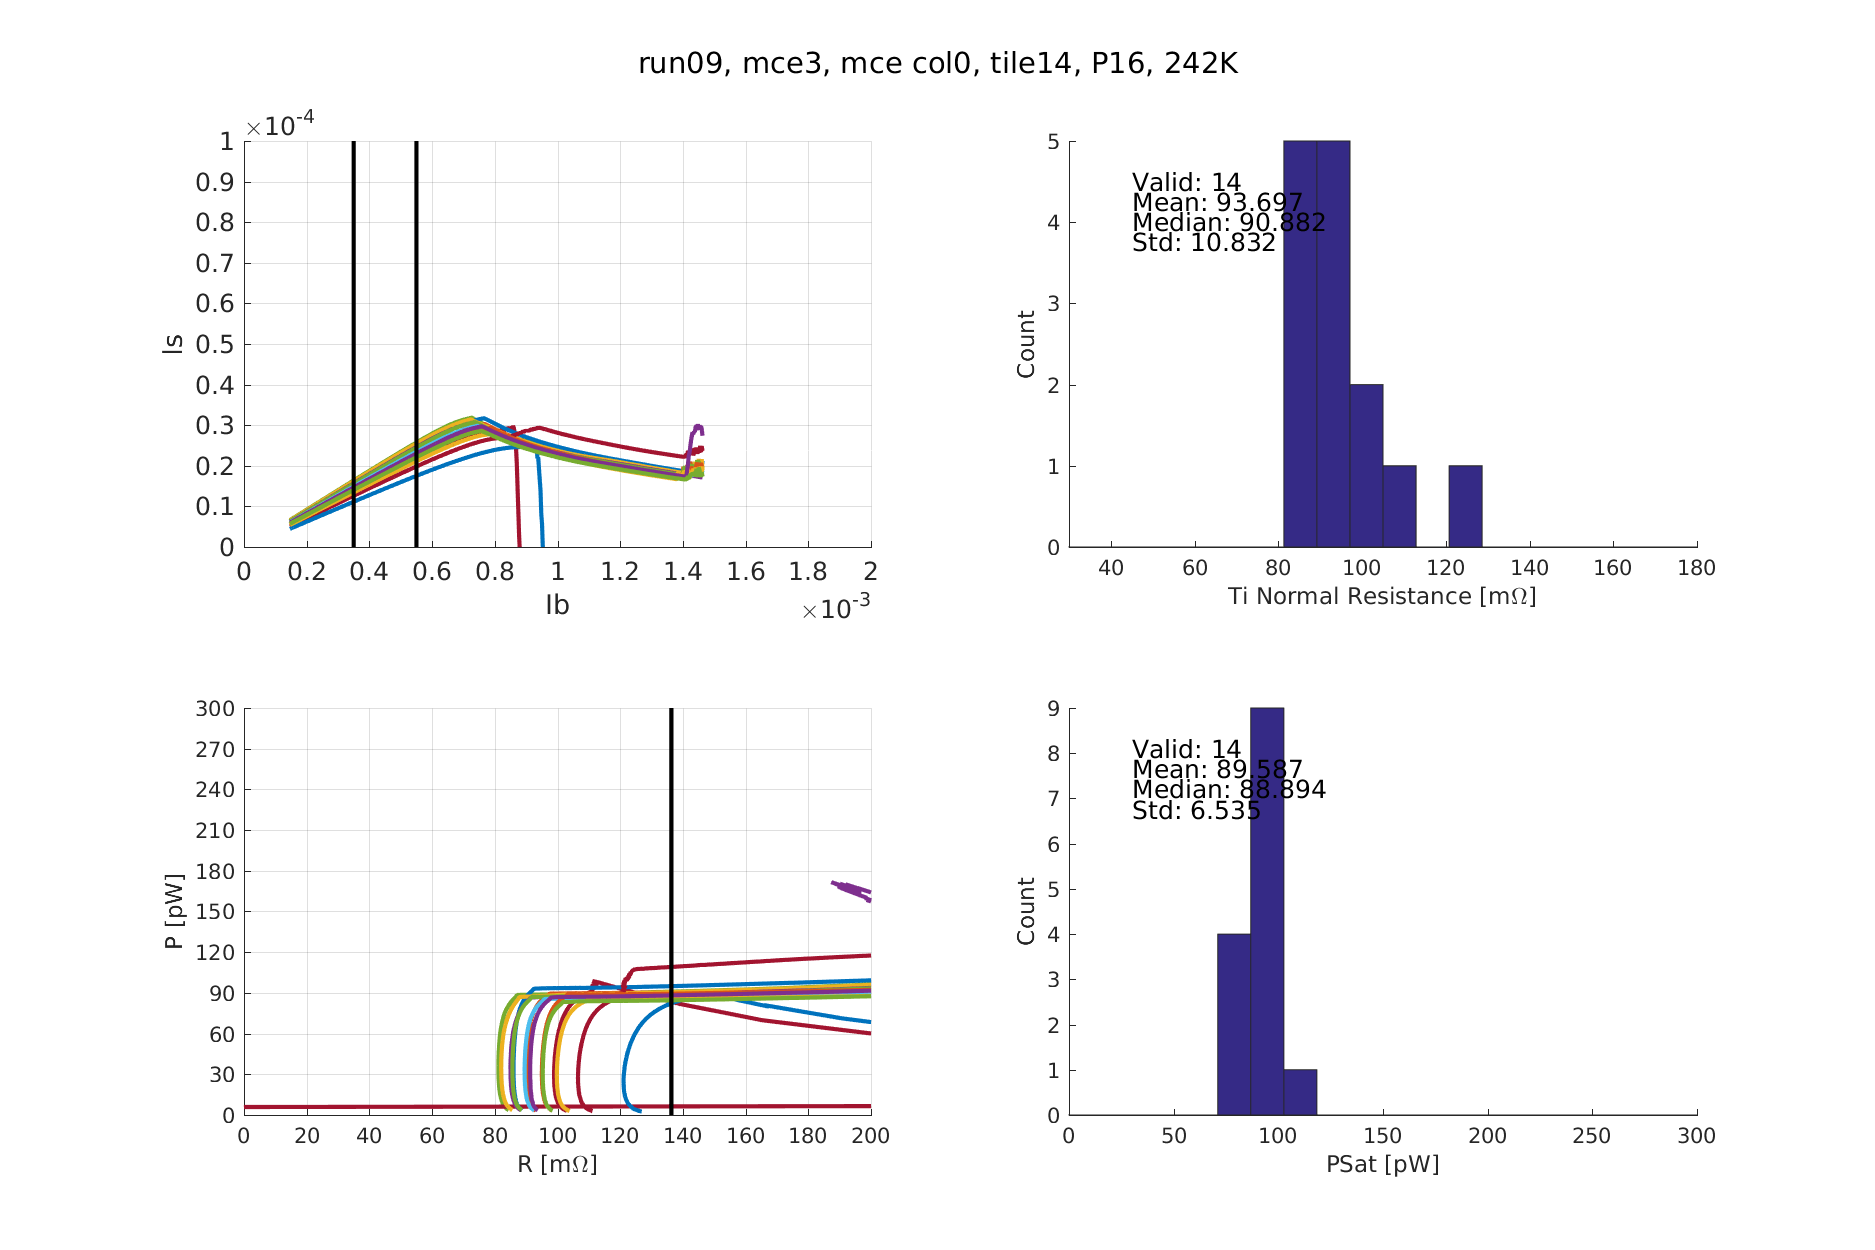 run09, mce3, mce col0, tile14, P16, 242K
×10-4
1
0.9
0.8
0.7
0.6
0.5
0.4
0.3
0.2
0.1
0
Is
0 0.2 0.4 0.6 0.8 1 1.2 1.4 1.6 1.8 2
Ib
×10-3
5
4
3
2
1
0
Count
Valid: 14
Mean: 93.697
Median: 90.882
Std: 10.832
40 60 80 100 120 140 160 180
Ti Normal Resistance [mΩ]
300
270
240
210
180
150
120
90
60
30
0
P [pW]
0 20 40 60 80 100 120 140 160 180 200
R [mΩ]
9
8
7
6
5
4
3
2
1
0
Count
Valid: 14
Mean: 89.587
Median: 88.894
Std: 6.535
0 50 100 150 200 250 300
PSat [pW]